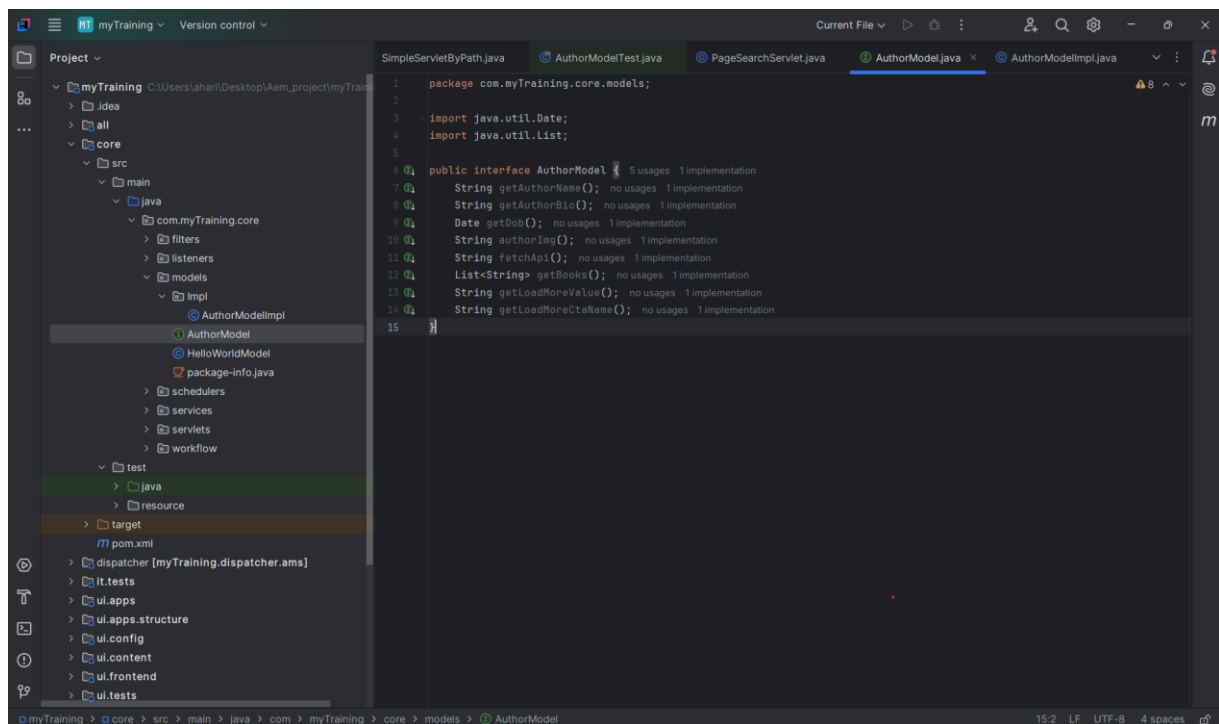 MT myTraining Version control Current File
Project
SimpleServletByPath.java AuthorModelTest.java PageSearchServlet.java AuthorModel.java AuthorModelImpl.java
myTraining C:\Users\ahari\Desktop\Aem_project\myTraini
.idea
all
core
src
main
java
com.myTraining.core
filters
listeners
models
Impl
AuthorModelImpl
AuthorModel
HelloWorldModel
package-info.java
schedulers
services
servlets
workflow
test
java
resource
target
pom.xml
dispatcher [myTraining.dispatcher.ams]
it.tests
ui.apps
ui.apps.structure
ui.config
ui.content
ui.frontend
ui.tests
1 package com.myTraining.core.models; 8
2
3 import java.util.Date;
4 import java.util.List;
5
6 public interface AuthorModel { 5 usages 1 implementation
7 String getAuthorName(); no usages 1 implementation
8 String getAuthorBio(); no usages 1 implementation
9 Date getDob(); no usages 1 implementation
10 String authorImg(); no usages 1 implementation
11 String fetchApi(); no usages 1 implementation
12 List<String> getBooks(); no usages 1 implementation
13 String getLoadMoreValue(); no usages 1 implementation
14 String getLoadMoreCtaName(); no usages 1 implementation
15 }
myTraining > core > src > main > java > com > myTraining > core > models > AuthorModel 15:2 LF UTF-8 4 spaces